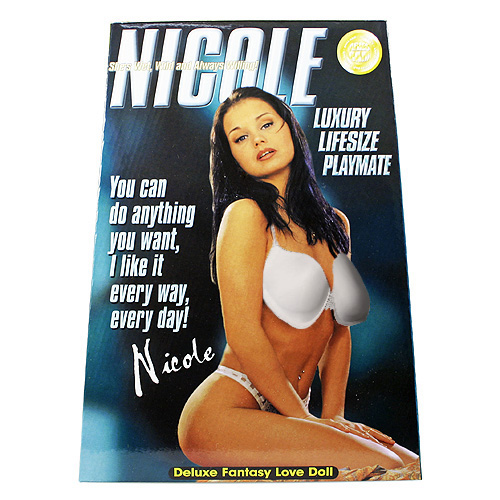 NICOLE
LUXURY
LIFESIZE
PLAYMATE
You can
do anything
you want,
I like it
every way,
every day!
Nicole
Deluxe Fantasy Love Doll